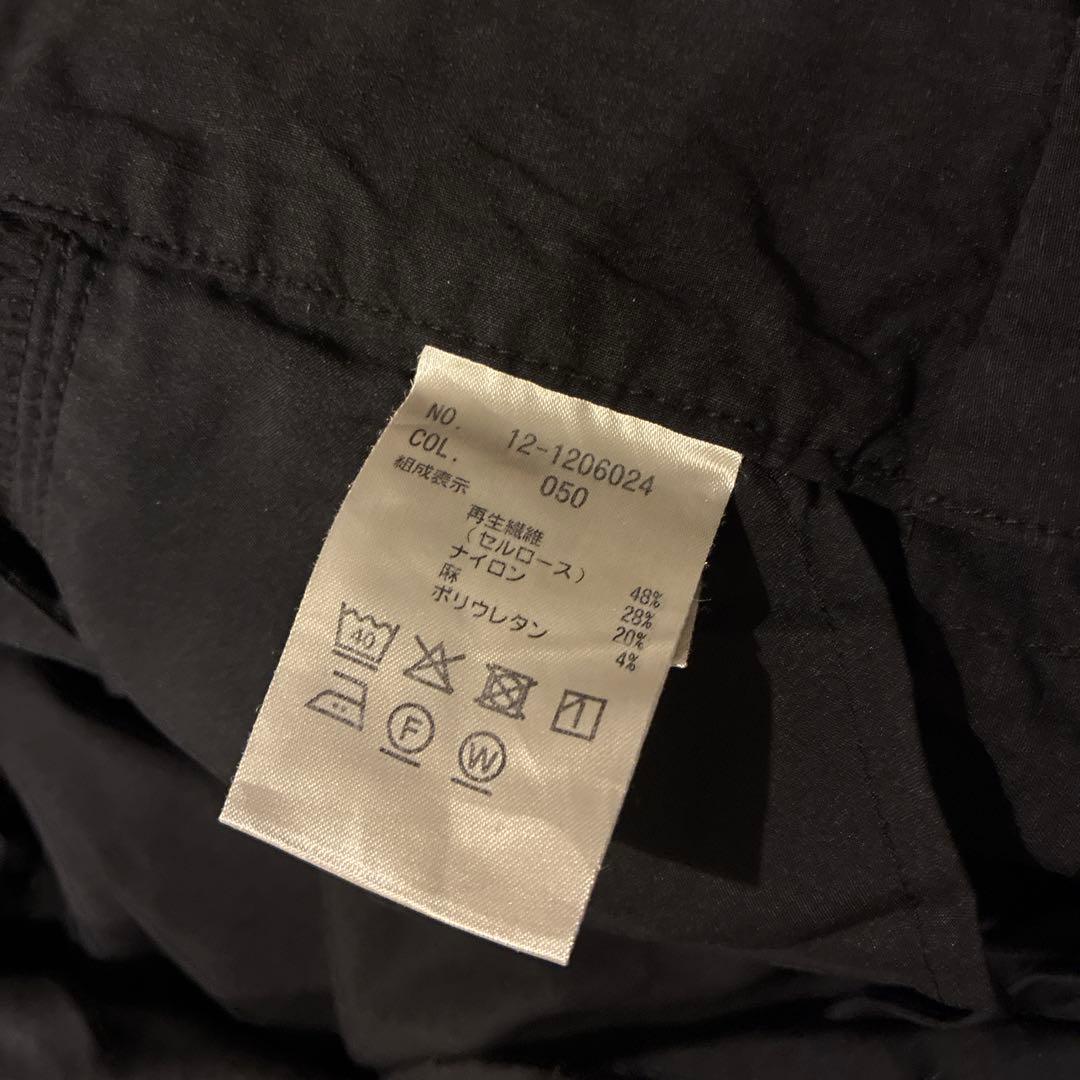 NO. 12-1206024
COL. 050
組成表示
再生繊維
(セルロース) 48%
ナイロン 28%
麻 20%
ポリウレタン 4%
40
F
W